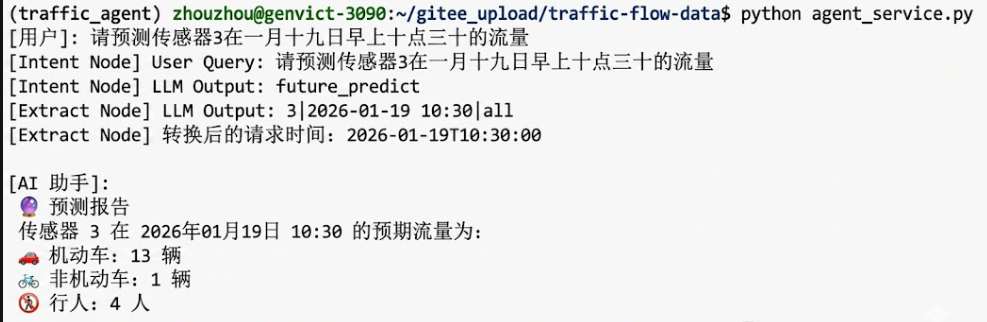 (traffic_agent) zhouzhou@genvict-3090:~/gitee_upload/traffic-flow-data$ python agent_service.py
[用户]: 请预测传感器3在一月十九日早上十点三十的流量
[Intent Node] User Query: 请预测传感器3在一月十九日早上十点三十的流量
[Intent Node] LLM Output: future_predict
[Extract Node] LLM Output: 3|2026-01-19 10:30|all
[Extract Node] 转换后的请求时间: 2026-01-19T10:30:00
[AI 助手]:
🔮 预测报告
传感器 3 在 2026年01月19日 10:30 的预期流量为:
🚗 机动车: 13 辆
🚲 非机动车: 1 辆
🚷 行人: 4 人